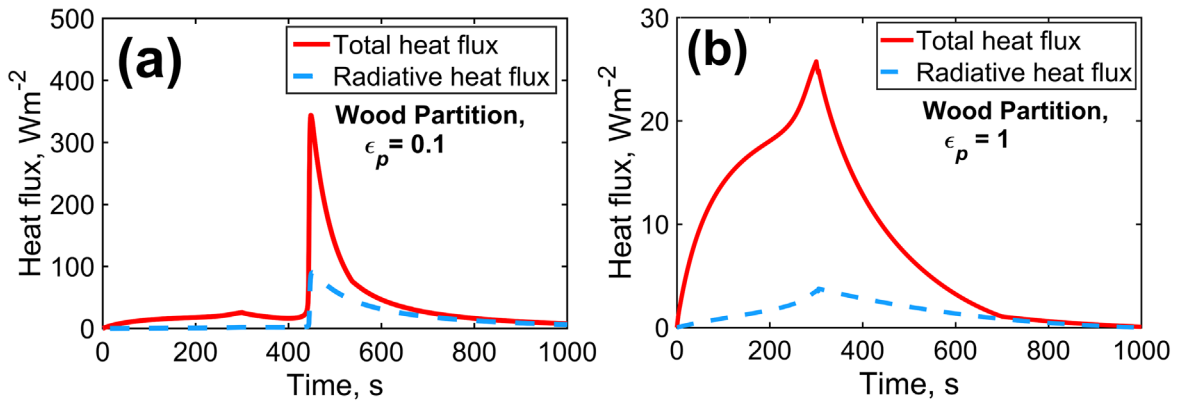 500
400
300
200
100
0
Heat flux, Wm-2
(a)
Total heat flux
Radiative heat flux
Wood Partition,
ϵp = 0.1
0 200 400 600 800 1000
Time, s
30
20
10
0
Heat flux, Wm-2
(b)
Total heat flux
Radiative heat flux
Wood Partition,
ϵp = 1
0 200 400 600 800 1000
Time, s